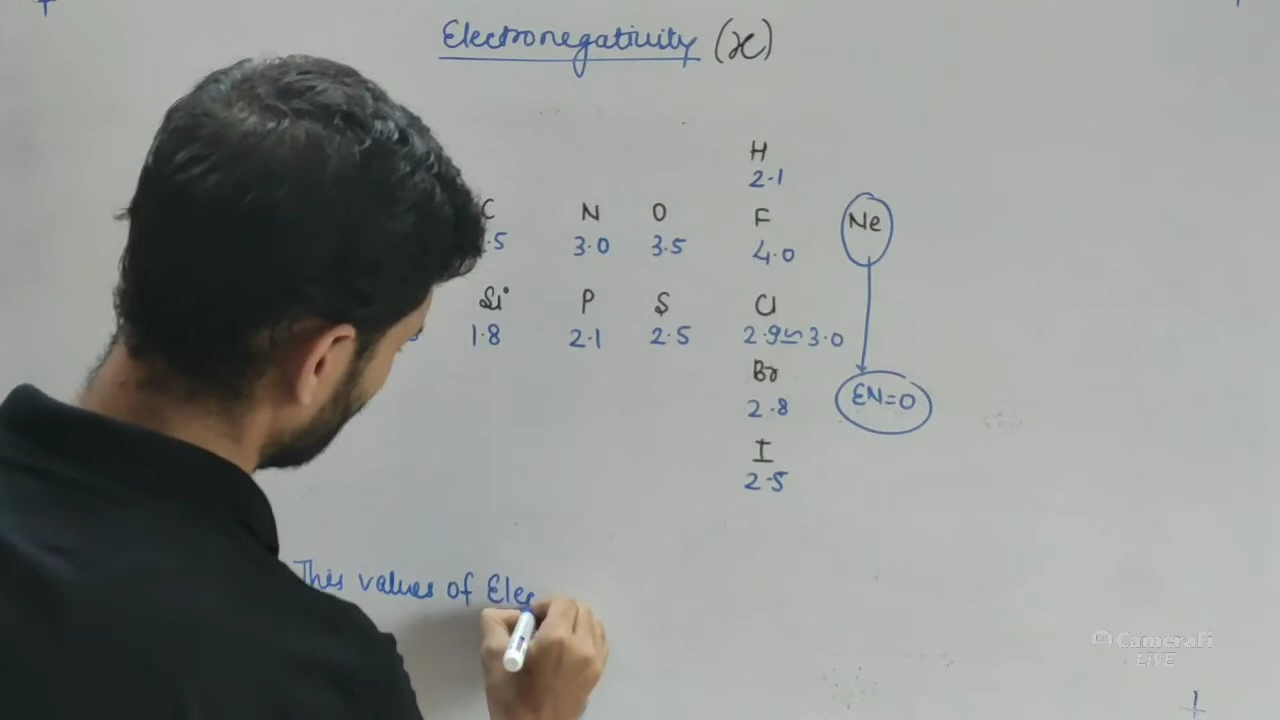 Electronegativity (x)
H
2.1
C N O F Ne
.5 3.0 3.5 4.0
Si P S Cl
1.8 2.1 2.5 2.9≃3.0
Br
2.8 EN=0
I
2.5
This values of Elec
CameraFi
LIVE